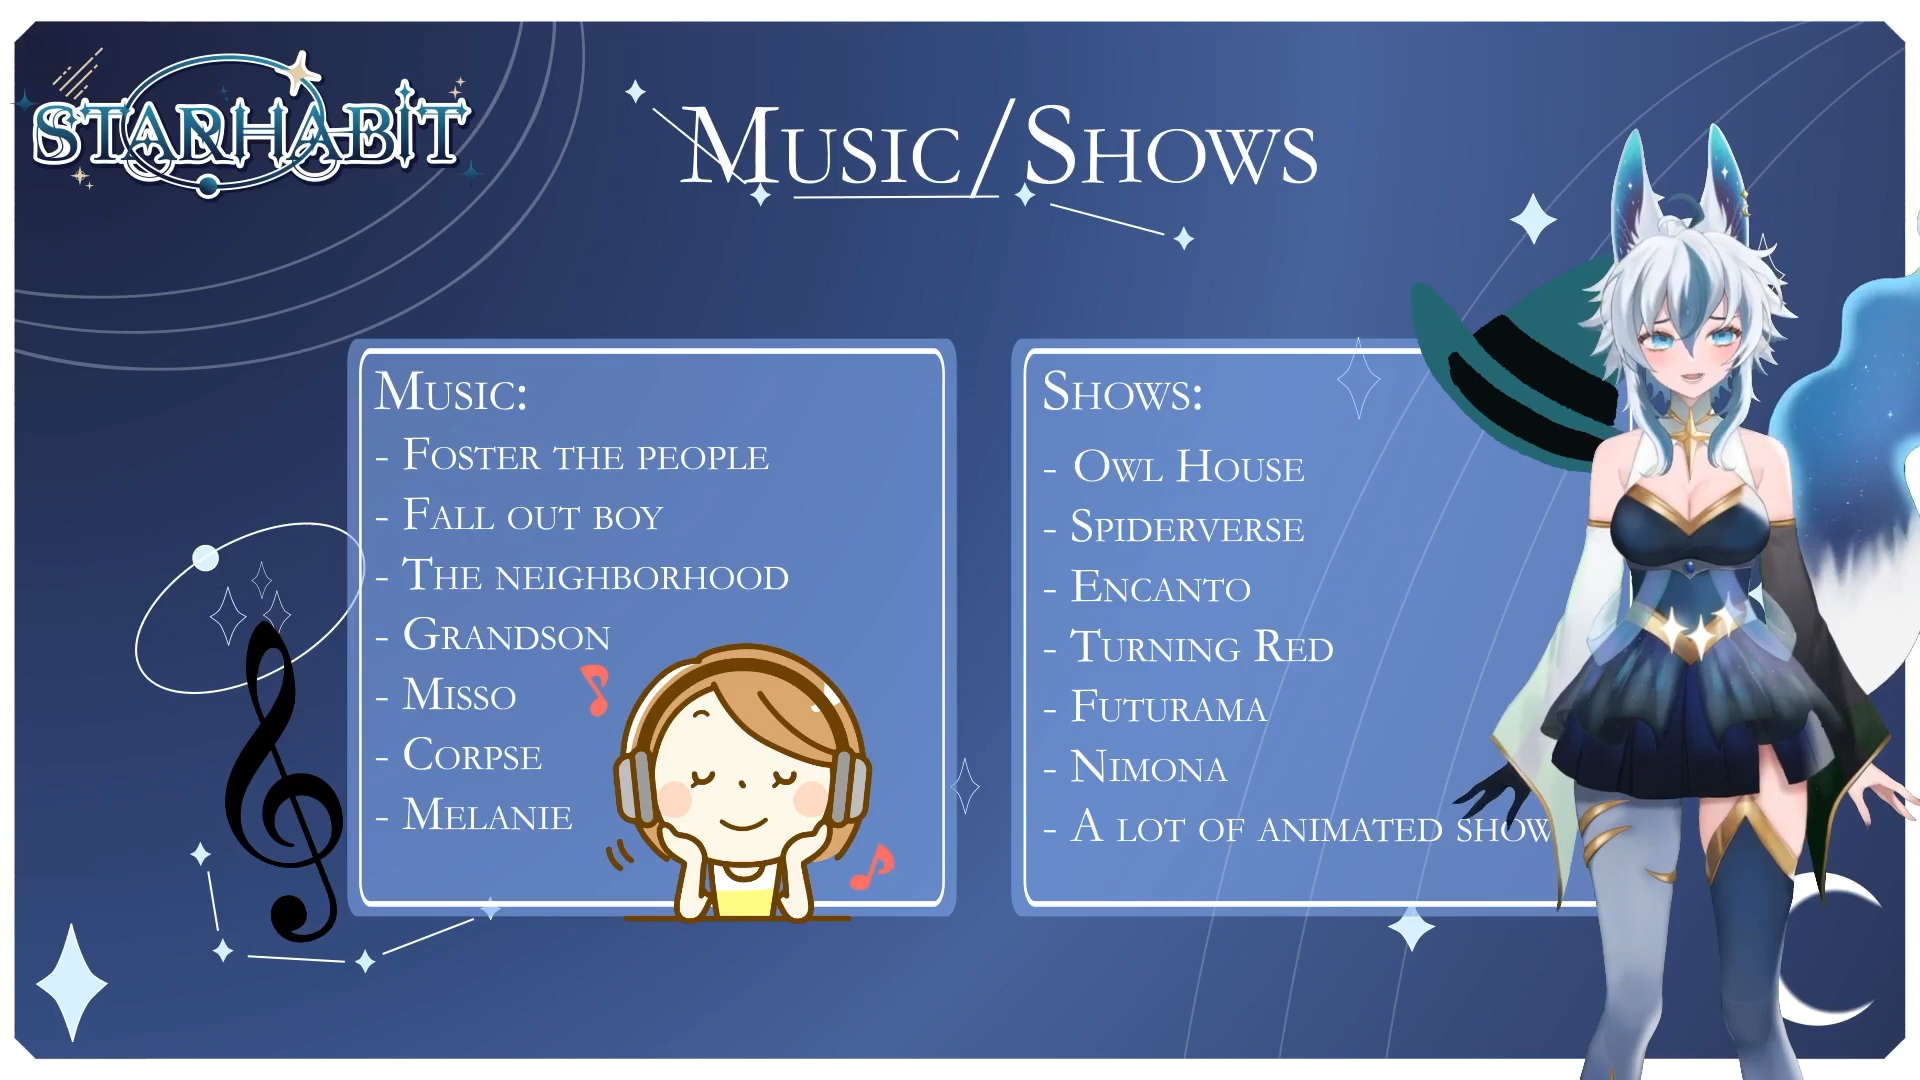 STARHABIT
Music/Shows
Music:
- Foster the people
- Fall out boy
- The neighborhood
- Grandson
- Misso
- Corpse
- Melanie
Shows:
- Owl House
- Spiderverse
- Encanto
- Turning Red
- Futurama
- Nimona
- A lot of animated show